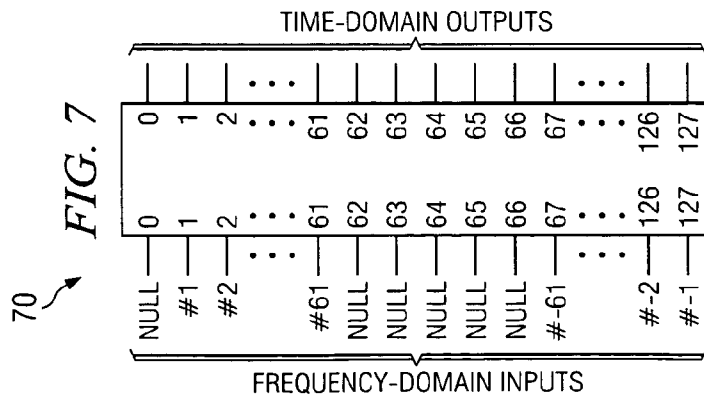 FIG. 7
70
TIME-DOMAIN OUTPUTS
NULL 0 0
#1 1 1
#2 2 2
#61 61 61
NULL 62 62
NULL 63 63
NULL 64 64
NULL 65 65
NULL 66 66
#-61 67 67
#-2 126 126
#-1 127 127
FREQUENCY-DOMAIN INPUTS